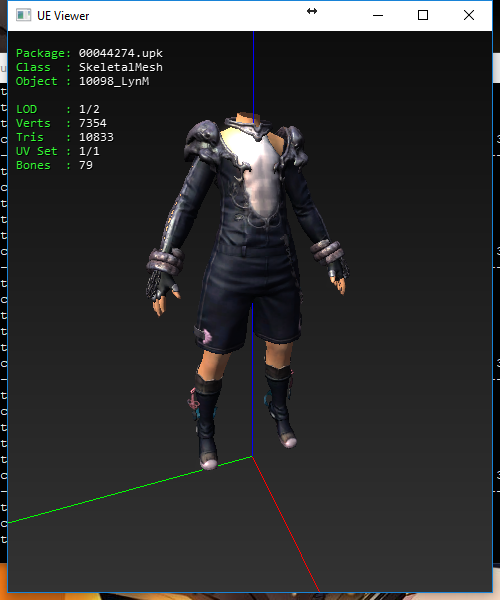 UE Viewer
Package: 00044274.upk
Class : SkeletalMesh
Object : 10098_LynM
LOD : 1/2
Verts : 7354
Tris : 10833
UV Set : 1/1
Bones : 79